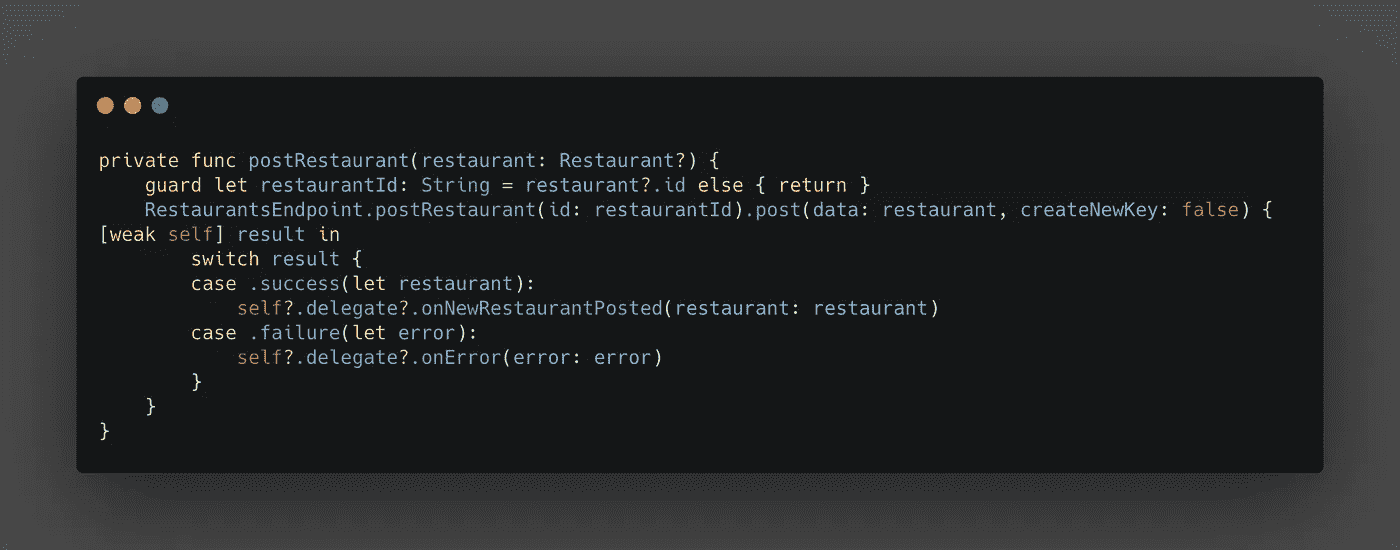 private func postRestaurant(restaurant: Restaurant?) {
    guard let restaurantId: String = restaurant?.id else { return }
    RestaurantsEndpoint.postRestaurant(id: restaurantId).post(data: restaurant, createNewKey: false) {
[weak self] result in
        switch result {
        case .success(let restaurant):
            self?.delegate?.onNewRestaurantPosted(restaurant: restaurant)
        case .failure(let error):
            self?.delegate?.onError(error: error)
        }
    }
}